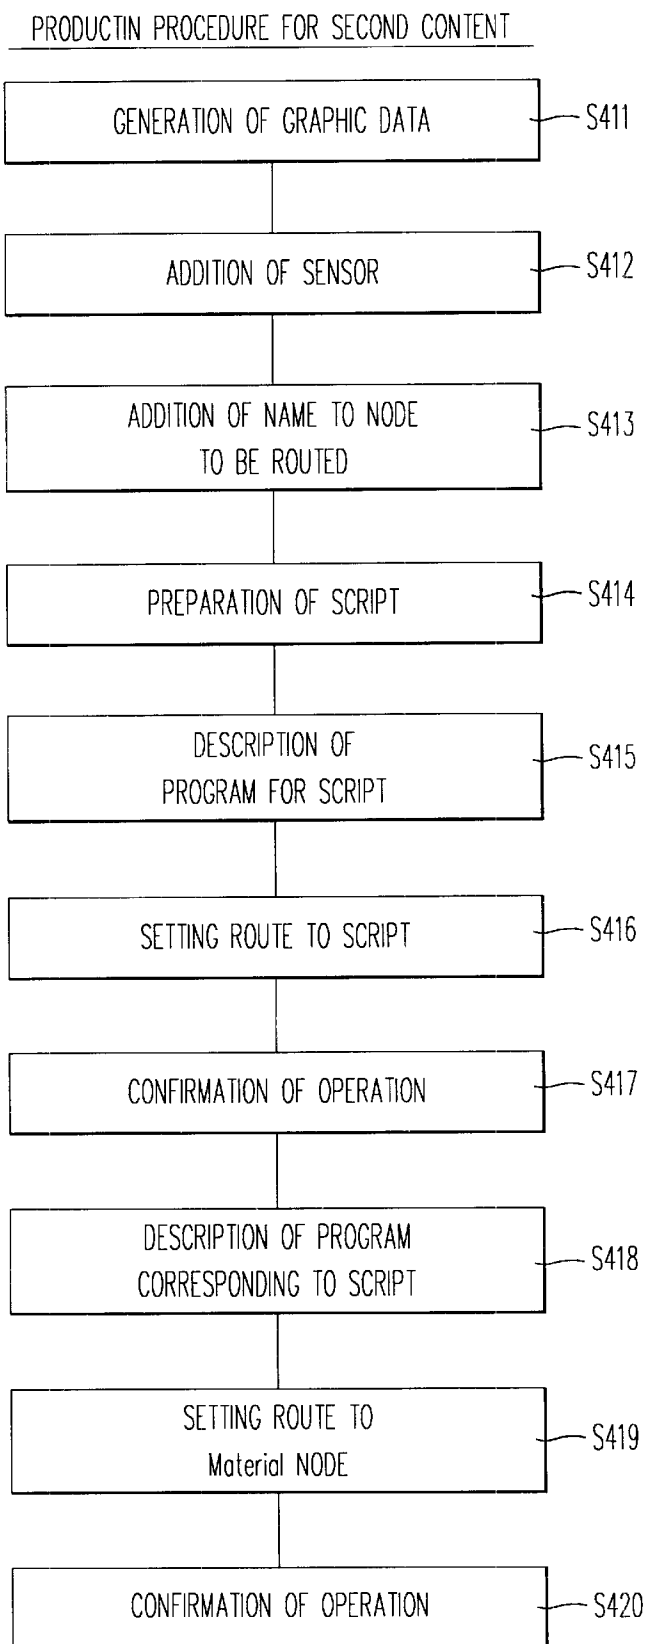 PRODUCTIN PROCEDURE FOR SECOND CONTENT
GENERATION OF GRAPHIC DATA
S411
ADDITION OF SENSOR
S412
ADDITION OF NAME TO NODE
TO BE ROUTED
S413
PREPARATION OF SCRIPT
S414
DESCRIPTION OF
PROGRAM FOR SCRIPT
S415
SETTING ROUTE TO SCRIPT
S416
CONFIRMATION OF OPERATION
S417
DESCRIPTION OF PROGRAM
CORRESPONDING TO SCRIPT
S418
SETTING ROUTE TO
Material NODE
S419
CONFIRMATION OF OPERATION
S420